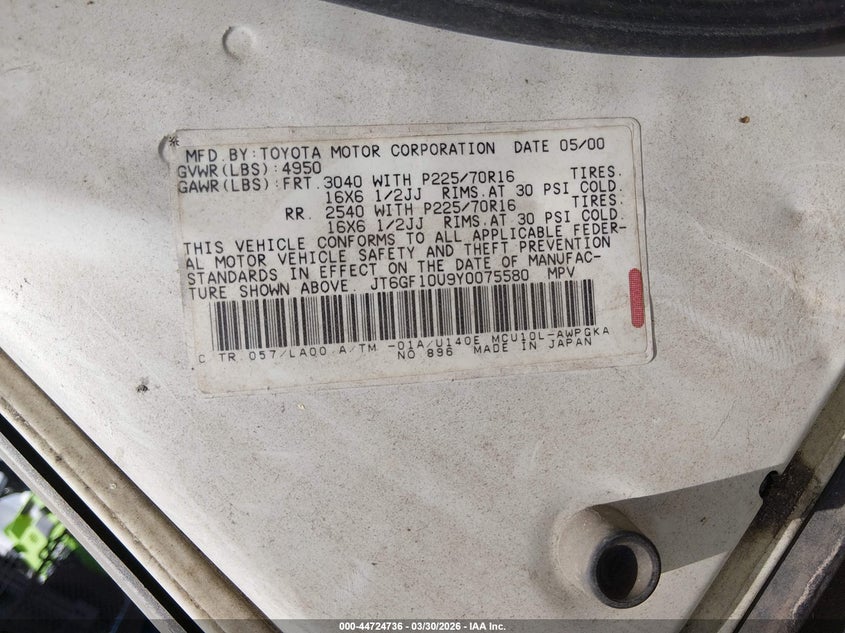 MFD. BY: TOYOTA MOTOR CORPORATION DATE 05/00
GVWR(LBS): 4950
GAWR(LBS): FRT. 3040 WITH P225/70R16 TIRES.
16X6 1/2JJ RIMS. AT 30 PSI COLD.
RR. 2540 WITH P225/70R16 TIRES.
16X6 1/2JJ RIMS. AT 30 PSI COLD.
THIS VEHICLE CONFORMS TO ALL APPLICABLE FEDER-
AL MOTOR VEHICLE SAFETY AND THEFT PREVENTION
STANDARDS IN EFFECT ON THE DATE OF MANUFAC-
TURE SHOWN ABOVE. JT6GF10U9Y0075580 MPV
C TR 057/LA00 A/TM -01A/U140E MCU10L-AWPGKA
NO 896 MADE IN JAPAN
000-44724736 - 03/30/2026 - IAA Inc.